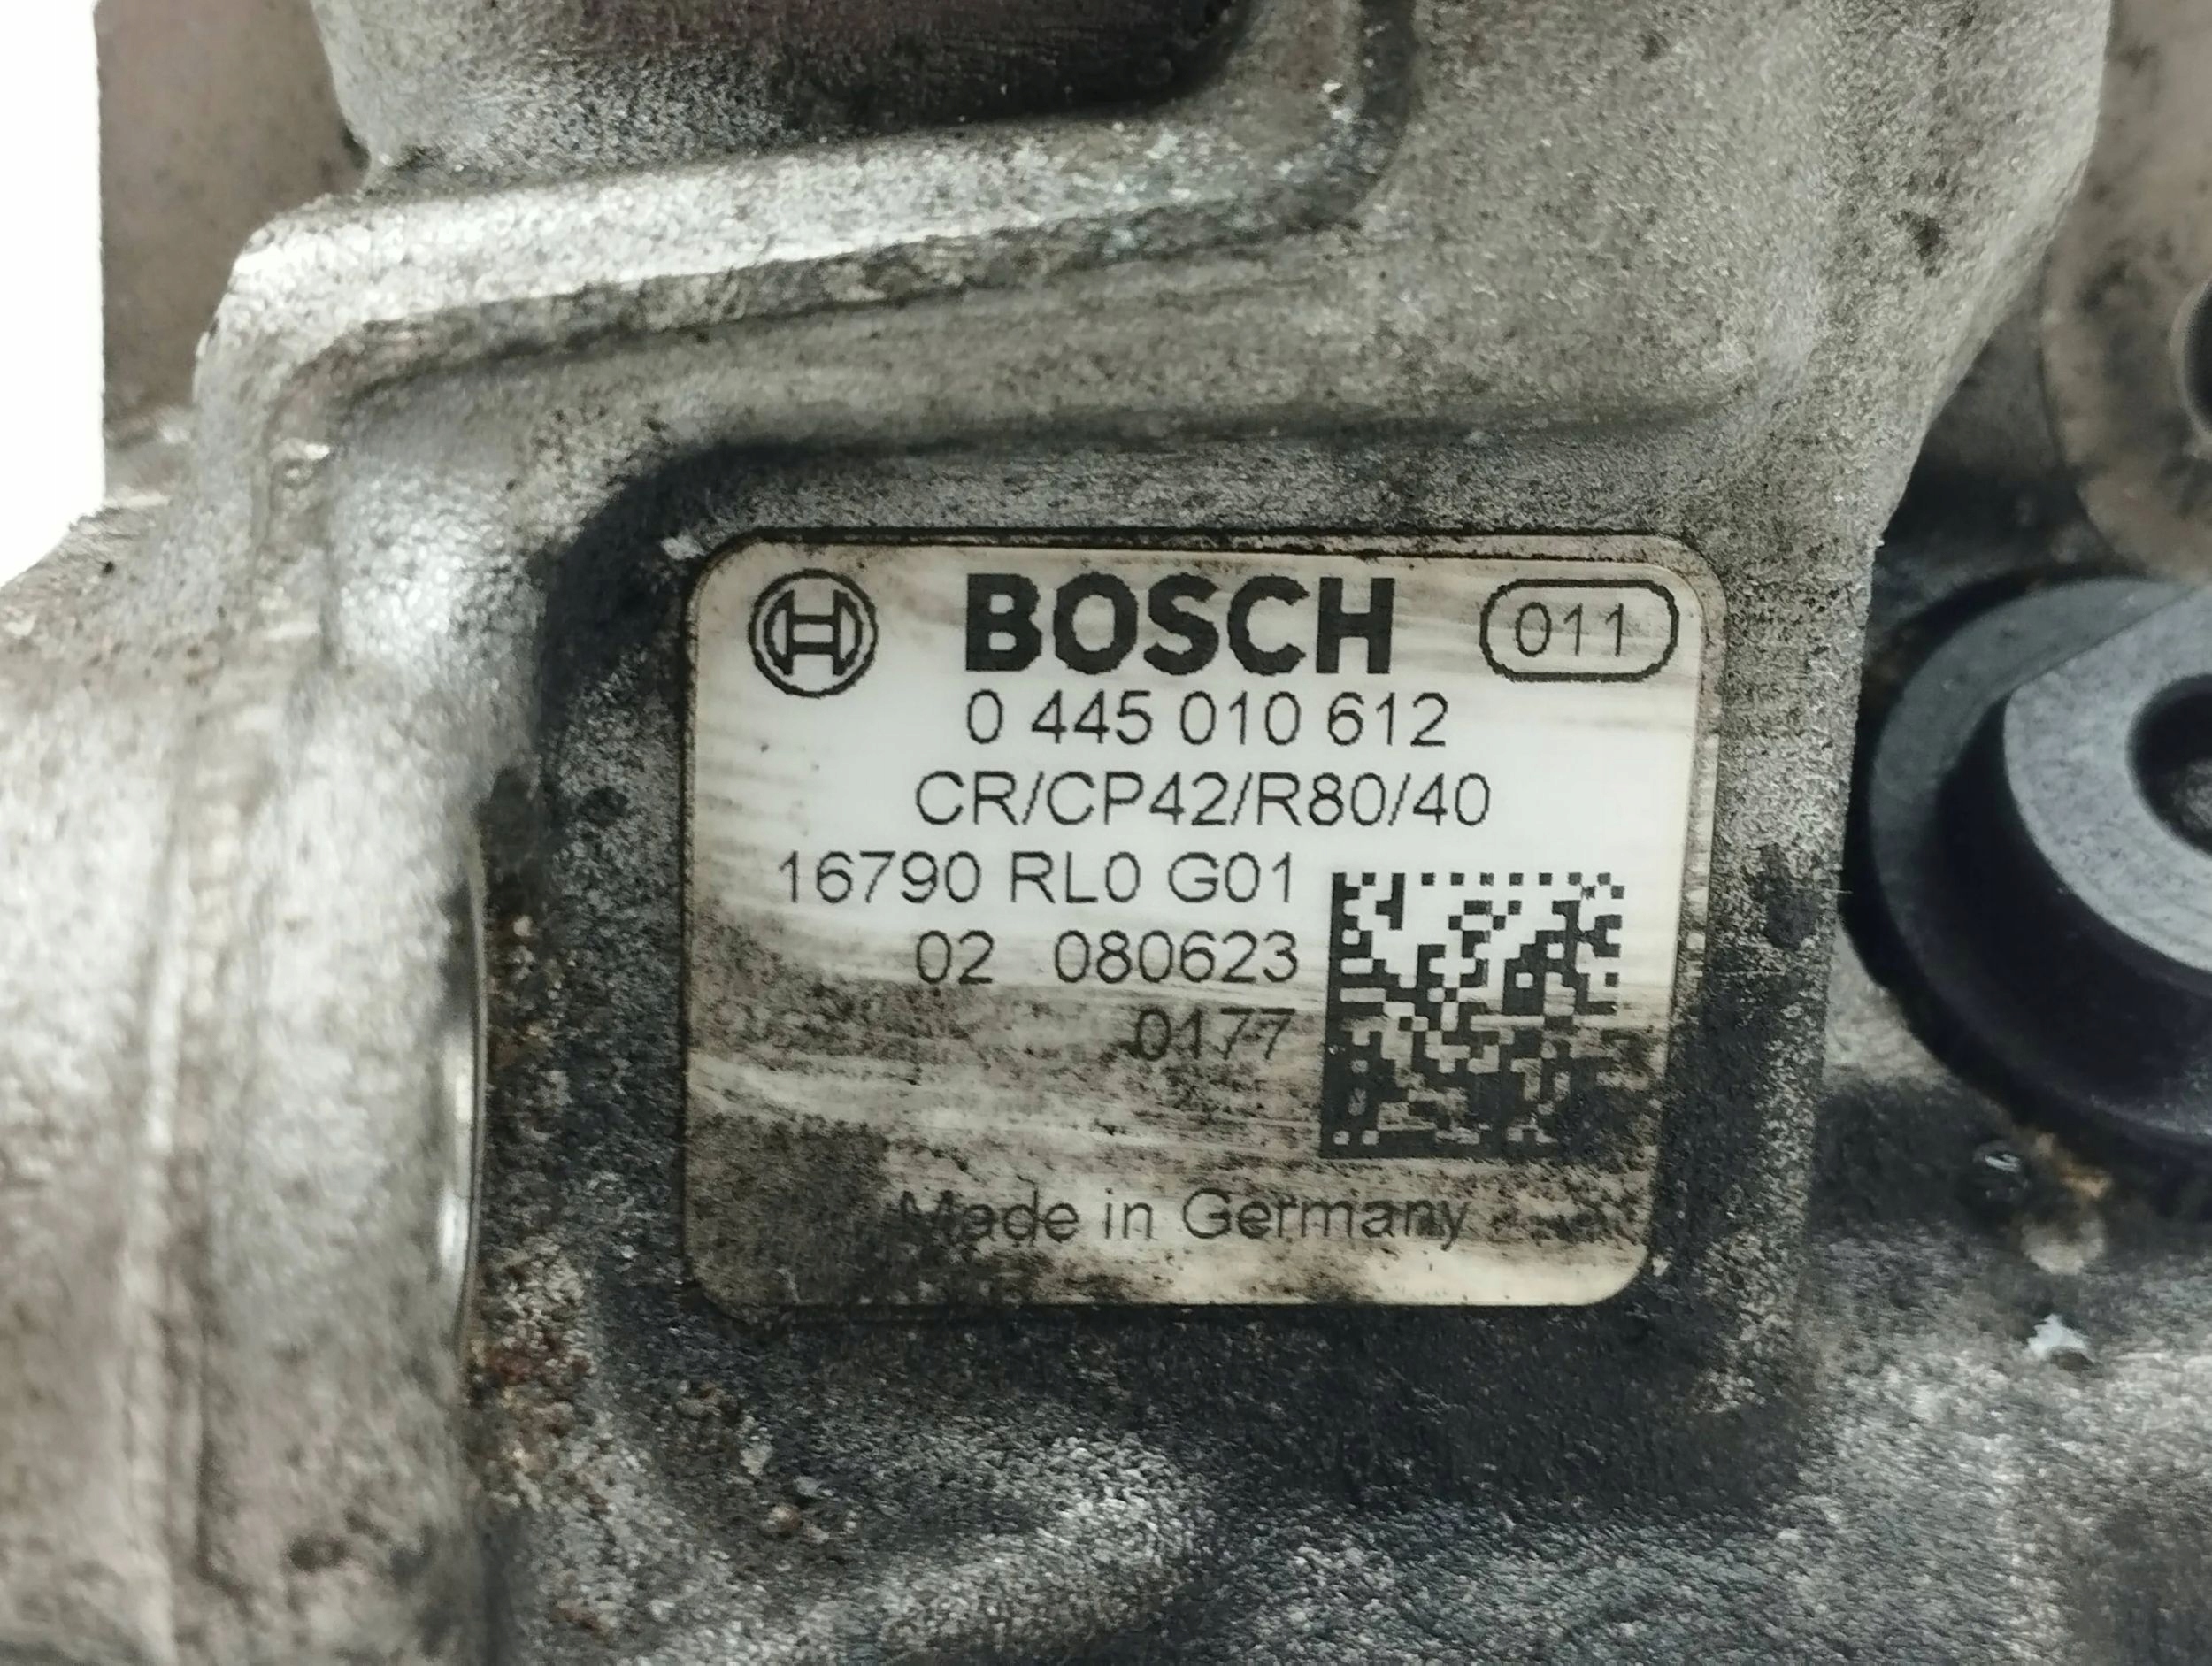 BOSCH 011
0 445 010 612
CR/CP42/R80/40
16790 RL0 G01
02 080623
0177
Made in Germany